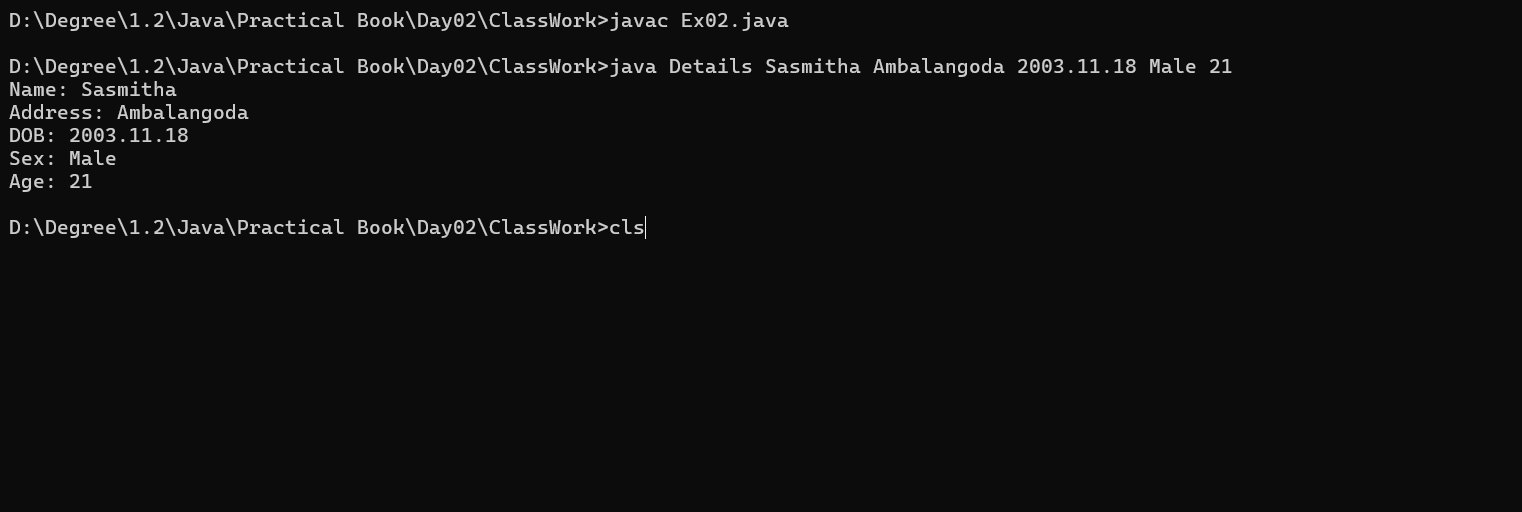 D:\Degree\1.2\Java\Practical Book\Day02\ClassWork>javac Ex02.java
D:\Degree\1.2\Java\Practical Book\Day02\ClassWork>java Details Sasmitha Ambalangoda 2003.11.18 Male 21
Name: Sasmitha
Address: Ambalangoda
DOB: 2003.11.18
Sex: Male
Age: 21
D:\Degree\1.2\Java\Practical Book\Day02\ClassWork>cls